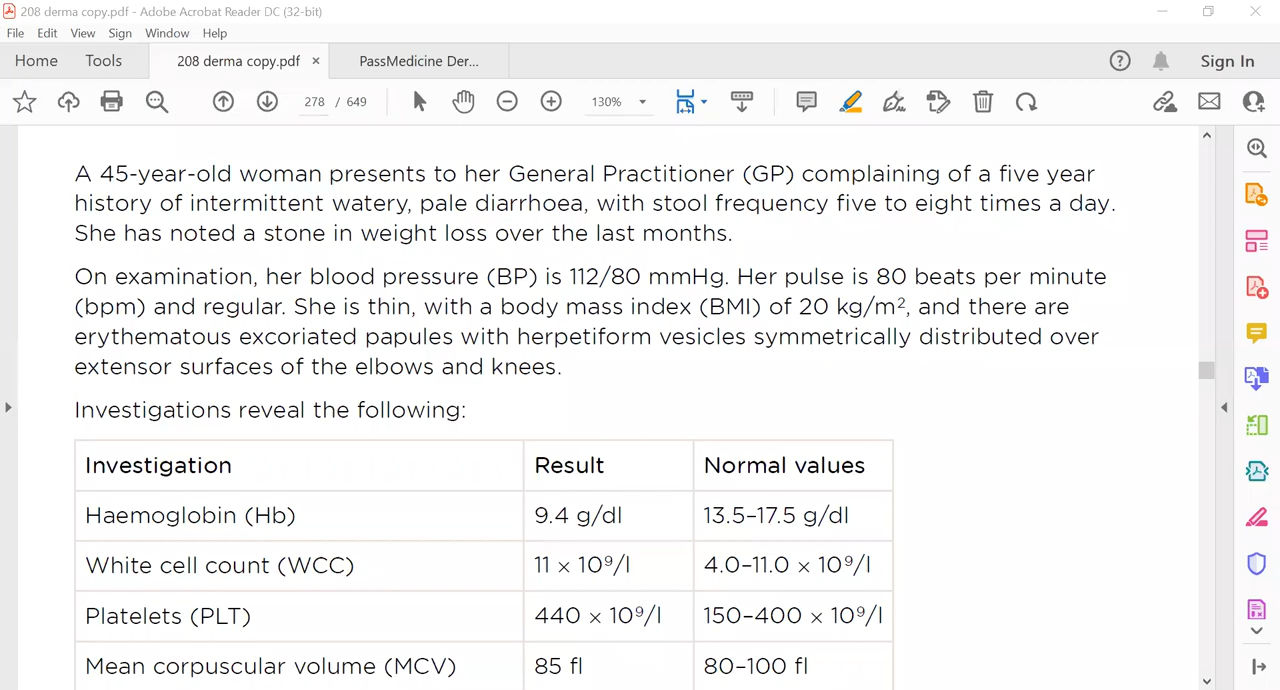 208 derma copy.pdf - Adobe Acrobat Reader DC (32-bit)
File Edit View Sign Window Help
Home Tools 208 derma copy.pdf × PassMedicine Der... ? Sign In
278 / 649 130%
A 45-year-old woman presents to her General Practitioner (GP) complaining of a five year
history of intermittent watery, pale diarrhoea, with stool frequency five to eight times a day.
She has noted a stone in weight loss over the last months.
On examination, her blood pressure (BP) is 112/80 mmHg. Her pulse is 80 beats per minute
(bpm) and regular. She is thin, with a body mass index (BMI) of 20 kg/m², and there are
erythematous excoriated papules with herpetiform vesicles symmetrically distributed over
extensor surfaces of the elbows and knees.
Investigations reveal the following:
Investigation Result Normal values
Haemoglobin (Hb) 9.4 g/dl 13.5–17.5 g/dl
White cell count (WCC) 11 × 10⁹/l 4.0–11.0 × 10⁹/l
Platelets (PLT) 440 × 10⁹/l 150–400 × 10⁹/l
Mean corpuscular volume (MCV) 85 fl 80–100 fl